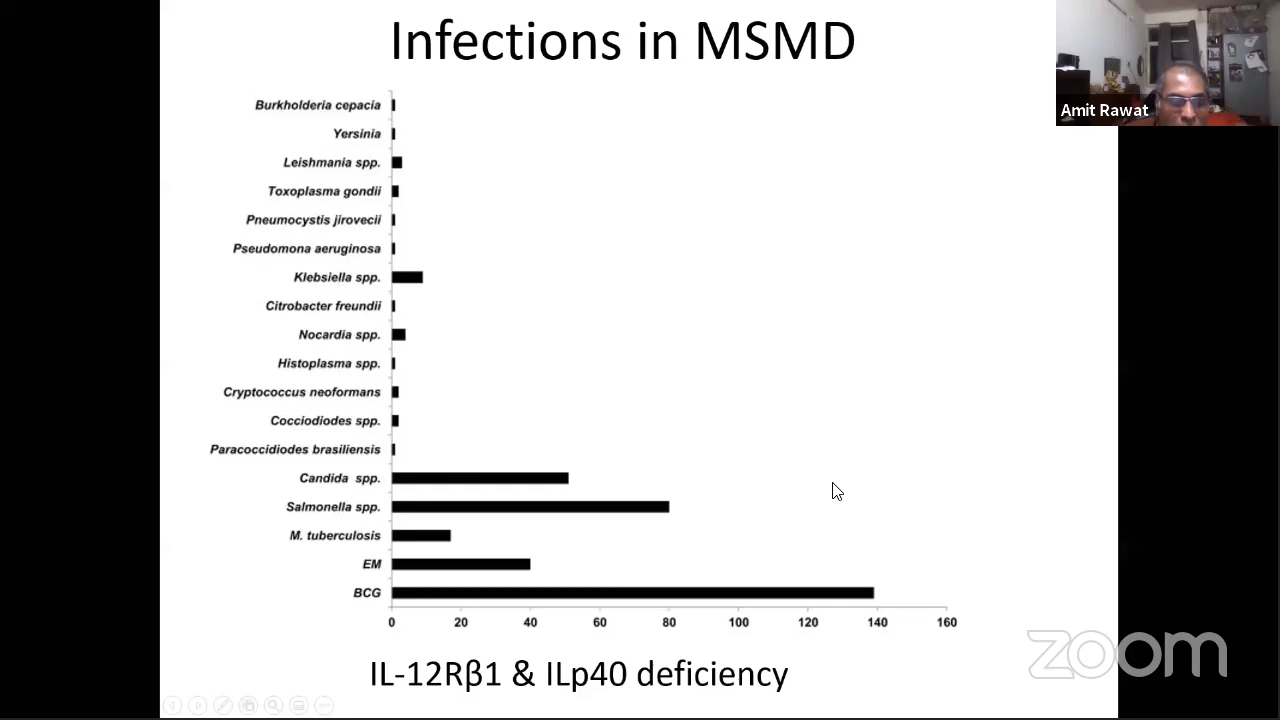 Infections in MSMD
Amit Rawat
Burkholderia cepacia
Yersinia
Leishmania spp.
Toxoplasma gondii
Pneumocystis jirovecii
Pseudomona aeruginosa
Klebsiella spp.
Citrobacter freundii
Nocardia spp.
Histoplasma spp.
Cryptococcus neoformans
Cocciodiodes spp.
Paracoccidiodes brasiliensis
Candida spp.
Salmonella spp.
M. tuberculosis
EM
BCG
0 20 40 60 80 100 120 140 160
IL-12Rβ1 & ILp40 deficiency
zoom